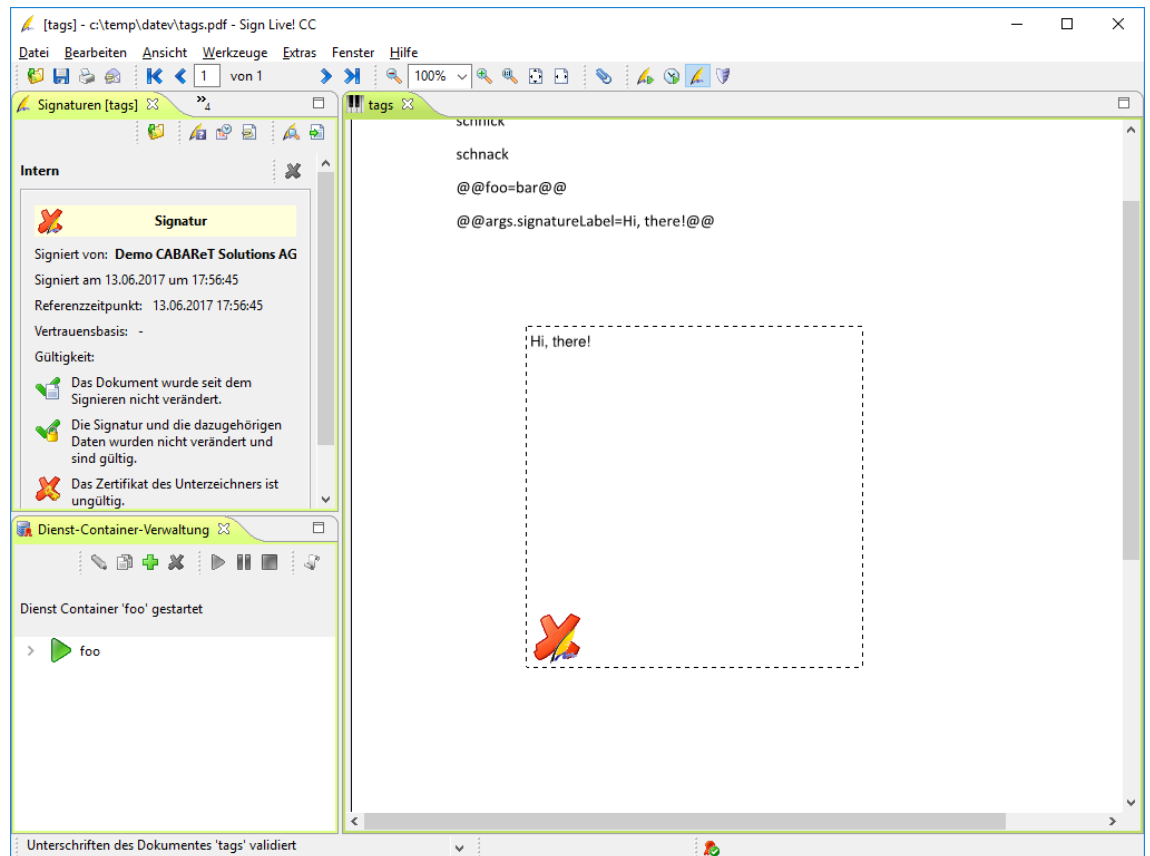 [tags] - c:\temp\datev\tags.pdf - Sign Live! CC
Datei Bearbeiten Ansicht Werkzeuge Extras Fenster Hilfe
1 von 1 100%
Signaturen [tags] »4
Intern
Signatur
Signiert von: Demo CABAReT Solutions AG
Signiert am 13.06.2017 um 17:56:45
Referenzzeitpunkt: 13.06.2017 17:56:45
Vertrauensbasis: -
Gültigkeit:
Das Dokument wurde seit dem
Signieren nicht verändert.
Die Signatur und die dazugehörigen
Daten wurden nicht verändert und
sind gültig.
Das Zertifikat des Unterzeichners ist
ungültig.
Dienst-Container-Verwaltung
Dienst Container 'foo' gestartet
foo
tags
schnick
schnack
@@foo=bar@@
@@args.signatureLabel=Hi, there!@@
Hi, there!
Unterschriften des Dokumentes 'tags' validiert